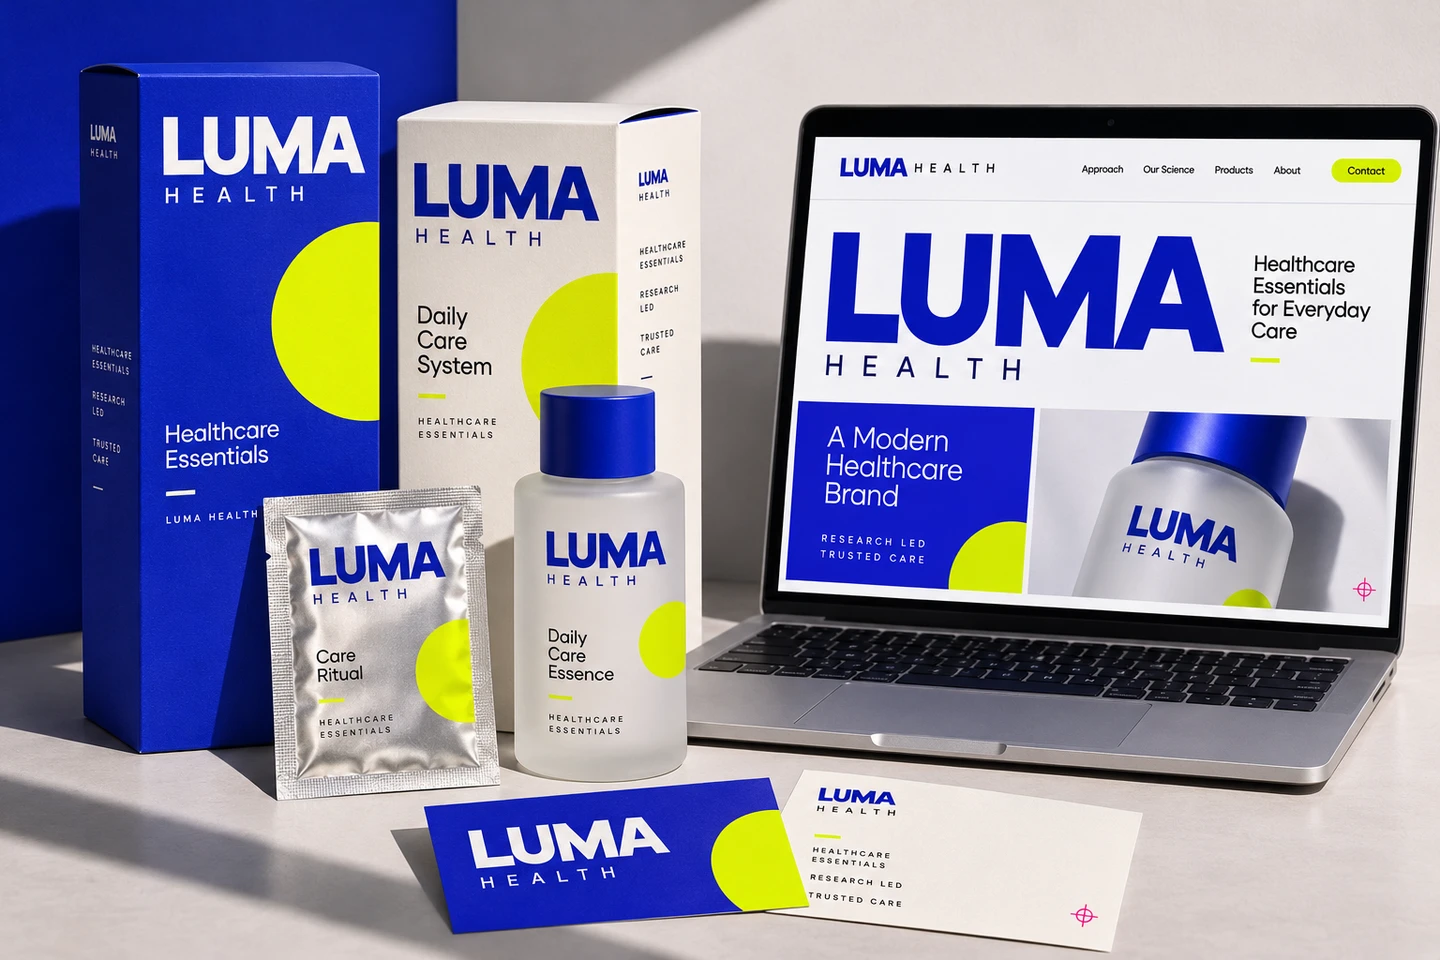 LUMA
HEALTH
HEALTHCARE
ESSENTIALS
RESEARCH
LED
TRUSTED
CARE
LUMA
HEALTH
Healthcare
Essentials
LUMA HEALTH
LUMA
HEALTH
Daily
Care
System
HEALTHCARE
ESSENTIALS
LUMA
HEALTH
HEALTHCARE
ESSENTIALS
RESEARCH
LED
TRUSTED
CARE
LUMA
HEALTH
Care
Ritual
HEALTHCARE
ESSENTIALS
LUMA
HEALTH
Daily
Care
Essence
HEALTHCARE
ESSENTIALS
LUMA HEALTH
Approach Our Science Products About Contact
LUMA
HEALTH
Healthcare
Essentials
for Everyday
Care
A Modern
Healthcare
Brand
RESEARCH LED
TRUSTED CARE
LUMA
HEALTH
LUMA
HEALTH
LUMA
HEALTH
HEALTHCARE
ESSENTIALS
RESEARCH LED
TRUSTED CARE